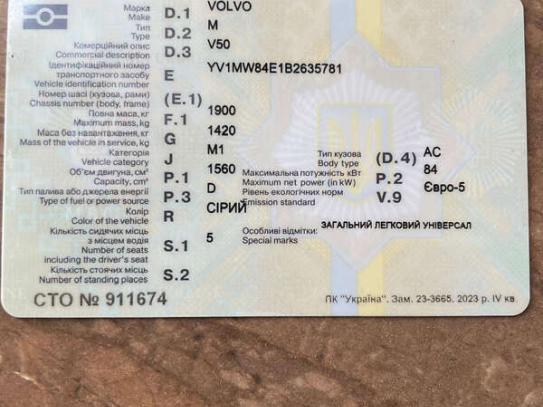 Марка
Make
D.1
VOLVO
Тип
Type
D.2
M
Комерційний опис
Commercial description
D.3
V50
Ідентифікаційний номер
транспортного засобу
Vehicle identification number
E
YV1MW84E1B2635781
Номер шасі (кузова, рами)
Chassis number (body, frame)
(E.1)
Повна маса, кг
Maximum mass, kg
F.1
1900
Маса без навантаження, кг
Mass of the vehicle in service, kg
G
1420
Категорія
Vehicle category
J
M1
Тип кузова
Body type
(D.4)
AC
Об'єм двигуна, см³
Capacity, cm³
P.1
1560
Максимальна потужність кВт
Maximum net power (in kW)
P.2
84
Тип палива або джерела енергії
Type of fuel or power source
P.3
D
Рівень екологічних норм
Emission standard
V.9
Євро-5
Колір
Color of the vehicle
R
СІРИЙ
Кількість сидячих місць
з місцем водія
Number of seats
including the driver's seat
S.1
5
Особливі відмітки:
Special marks
ЗАГАЛЬНИЙ ЛЕГКОВИЙ УНІВЕРСАЛ
Кількість стоячих місць
Number of standing places
S.2
СТО № 911674
ПК "Україна". Зам. 23-3665. 2023 р. IV кв.